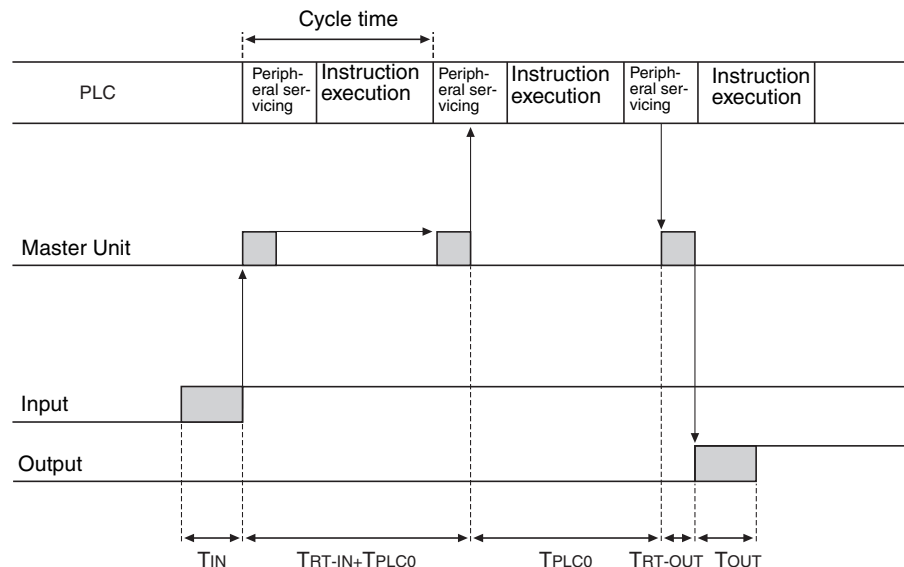 Cycle time
PLC
Periph-
eral ser-
vicing
Instruction
execution
Periph-
eral ser-
vicing
Instruction
execution
Periph-
eral ser-
vicing
Instruction
execution
Master Unit
Input
Output
TIN
TRT-IN+TPLC0
TPLC0
TRT-OUT
TOUT